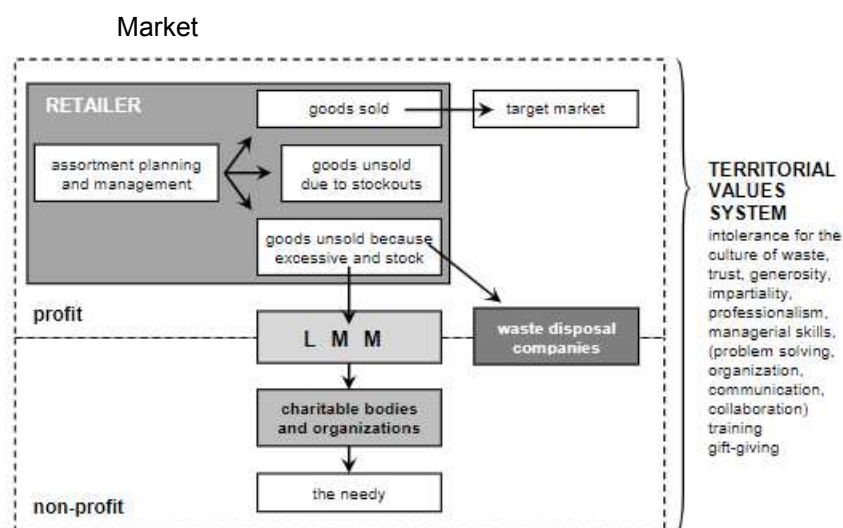 Market
RETAILER
goods sold
target market
assortment planning
and management
goods unsold
due to stockouts
goods unsold because
excessive and stock
profit
L M M
waste disposal
companies
charitable bodies
and organizations
the needy
non-profit
TERRITORIAL
VALUES
SYSTEM
intolerance for the
culture of waste,
trust, generosity,
impartiality,
professionalism,
managerial skills,
(problem solving,
organization,
communication,
collaboration)
training
gift-giving